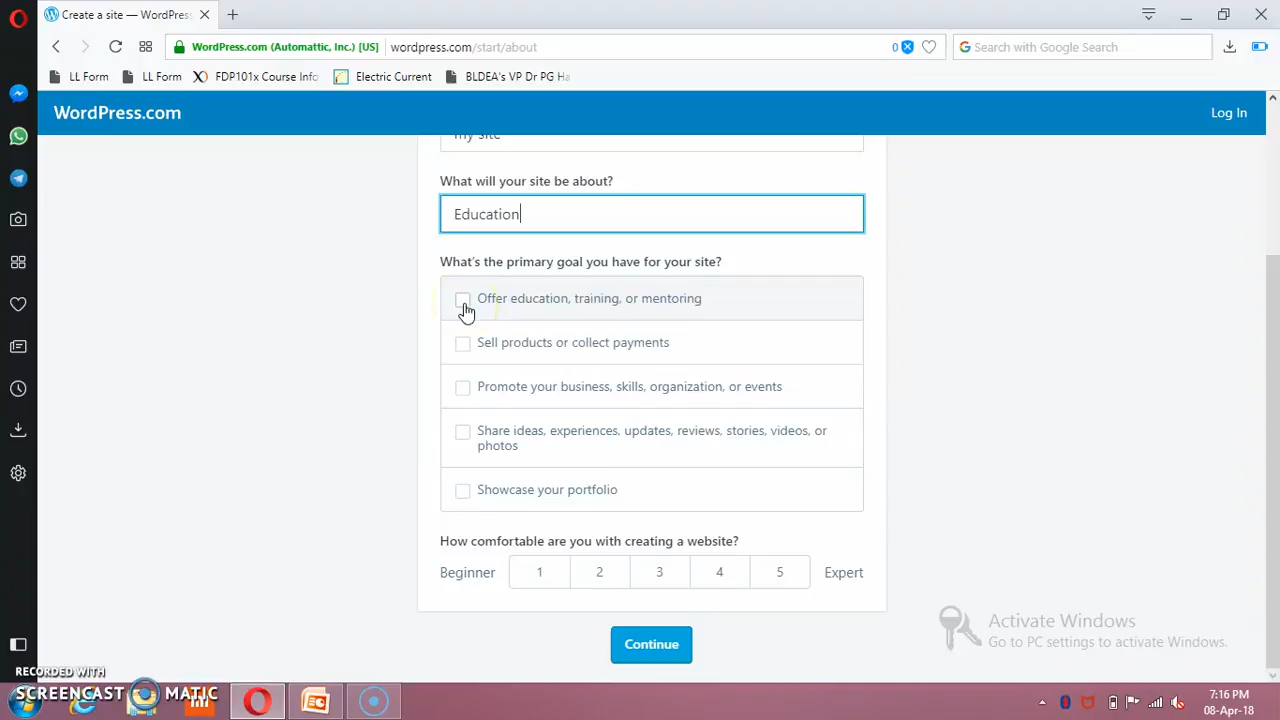 Create a site — WordPress
WordPress.com (Automattic, Inc.) [US]
wordpress.com/start/about
0
Search with Google Search
LL Form
LL Form
FDP101x Course Info
Electric Current
BLDEA's VP Dr PG Ha
WordPress.com
Log In
my site
What will your site be about?
Education
What's the primary goal you have for your site?
Offer education, training, or mentoring
Sell products or collect payments
Promote your business, skills, organization, or events
Share ideas, experiences, updates, reviews, stories, videos, or
photos
Showcase your portfolio
How comfortable are you with creating a website?
Beginner 1 2 3 4 5 Expert
Continue
Activate Windows
Go to PC settings to activate Windows.
RECORDED WITH
SCREENCAST MATIC
7:16 PM
08-Apr-18